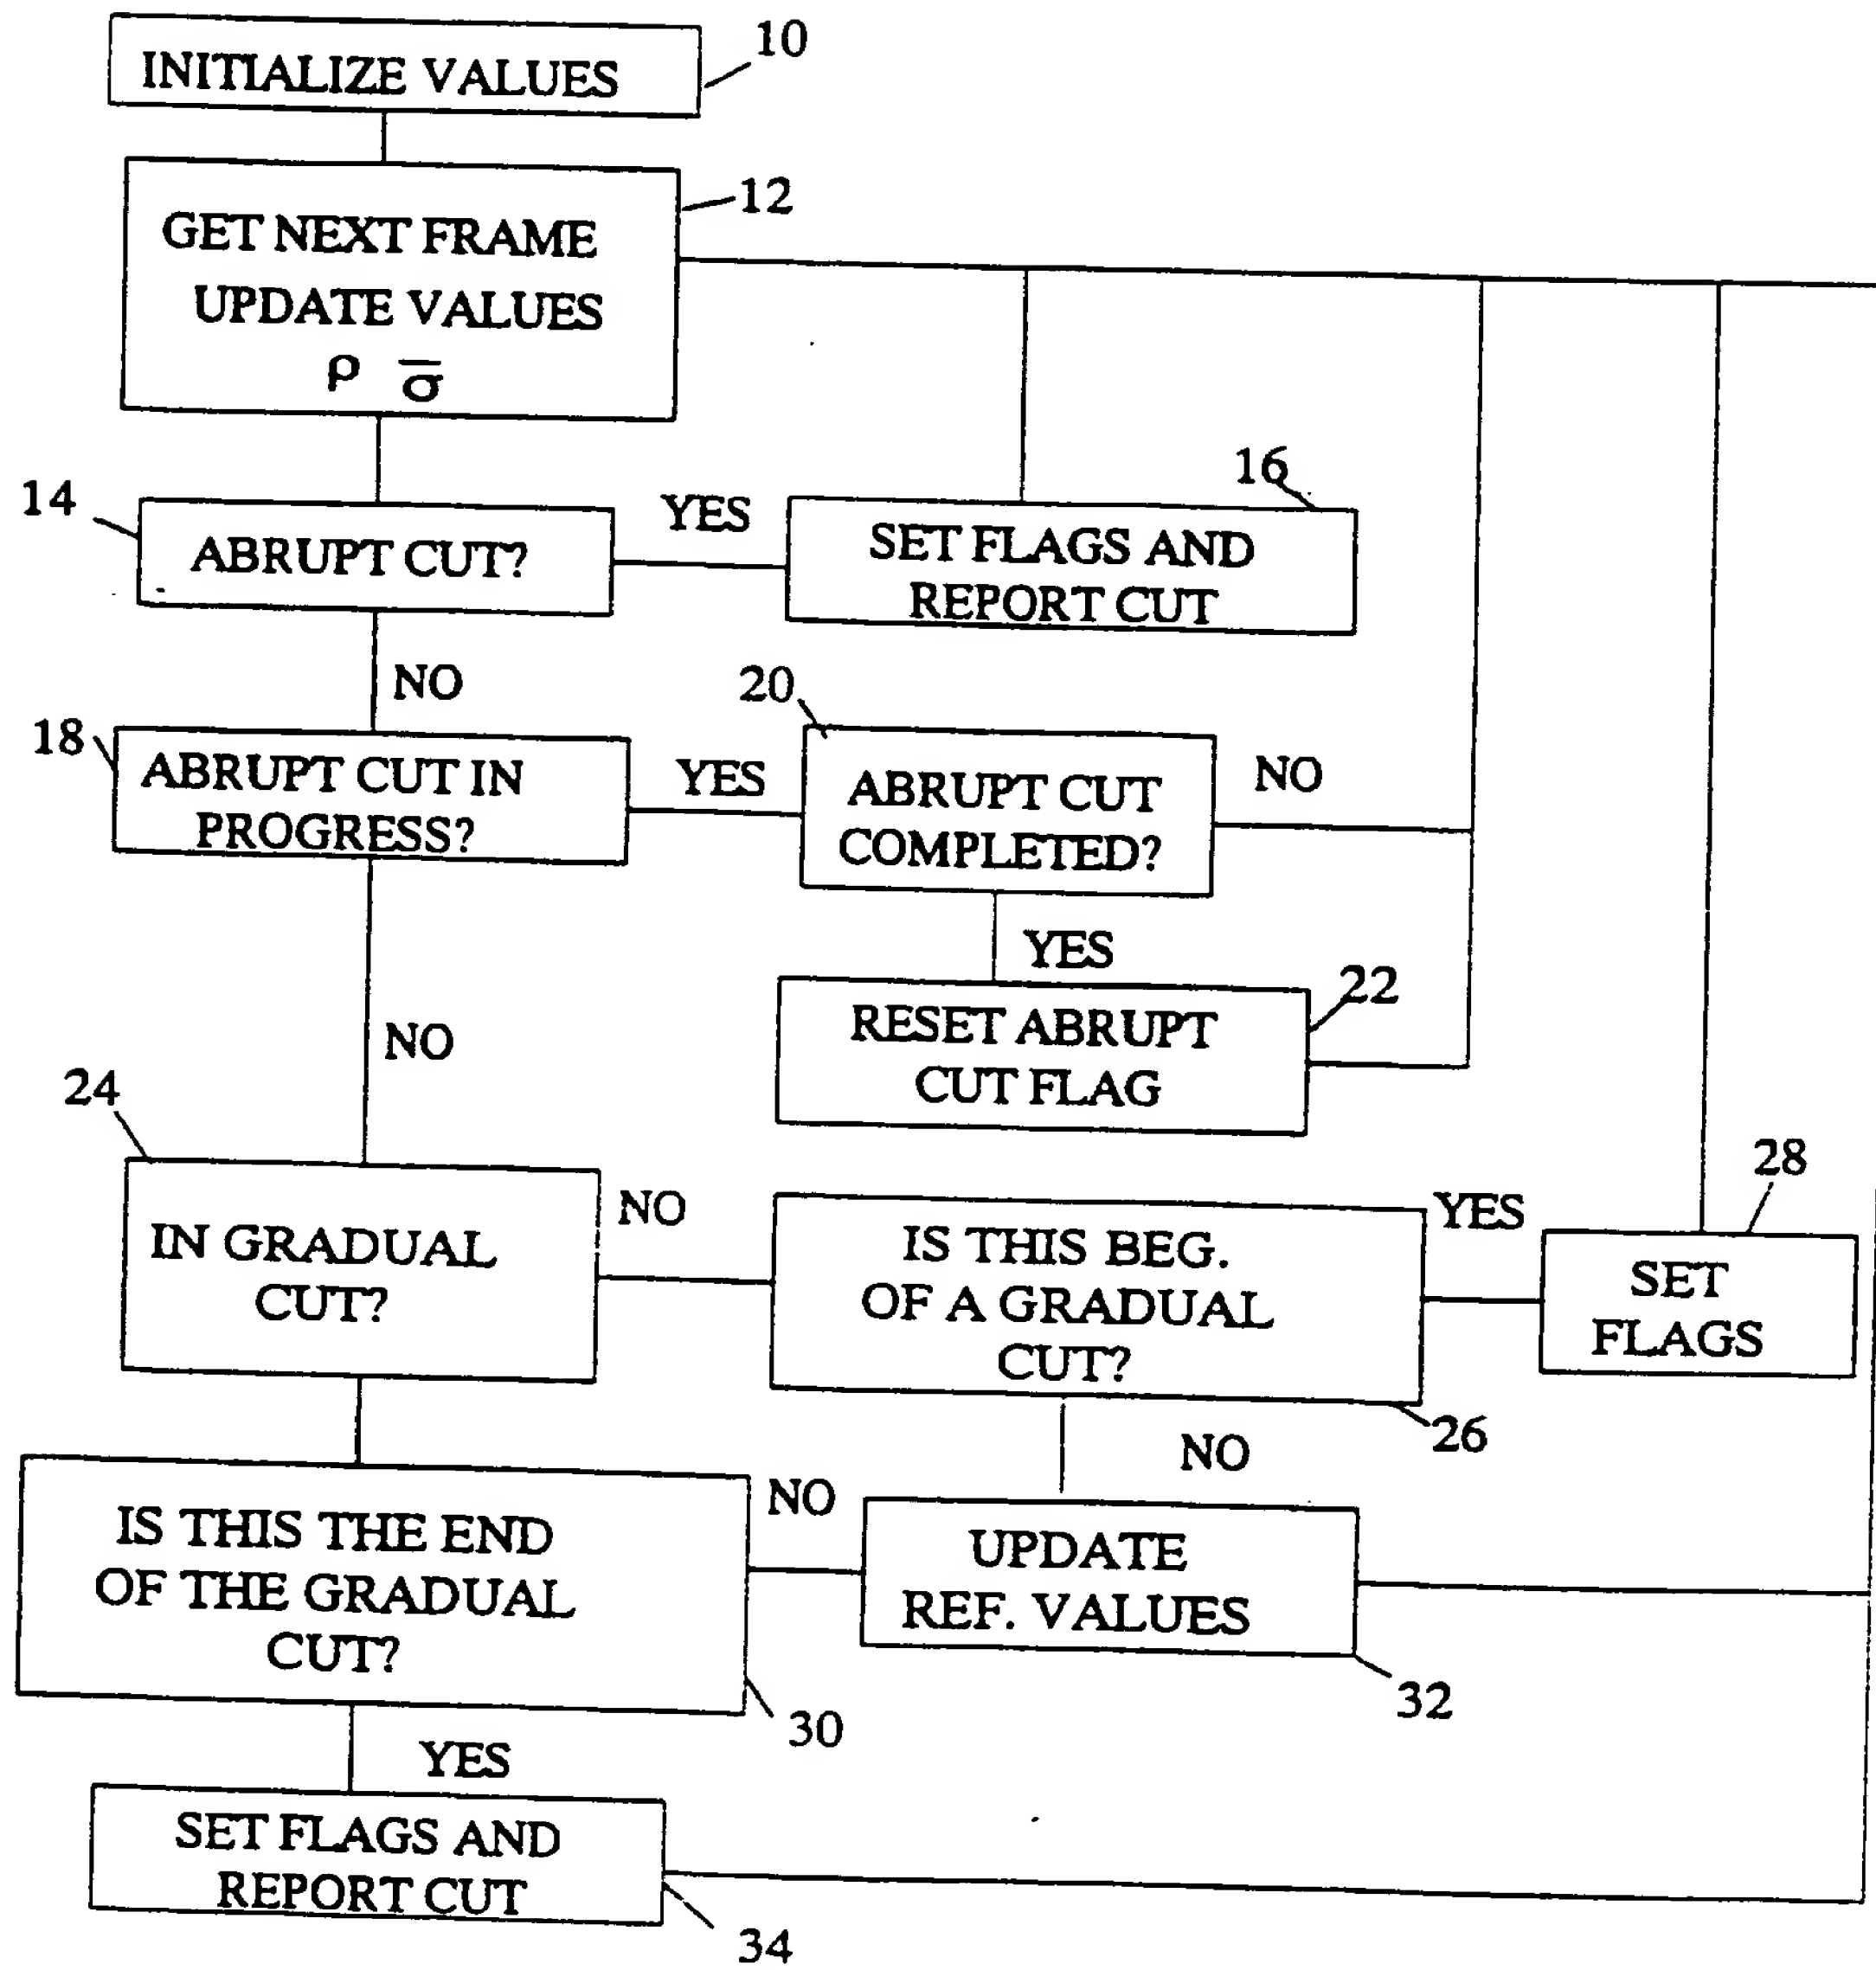 INITIALIZE VALUES
10
GET NEXT FRAME
UPDATE VALUES
ρ σ̅
12
14
ABRUPT CUT?
YES
16
SET FLAGS AND
REPORT CUT
NO
18
ABRUPT CUT IN
PROGRESS?
YES
20
ABRUPT CUT
COMPLETED?
NO
YES
RESET ABRUPT
CUT FLAG
22
NO
24
IN GRADUAL
CUT?
NO
IS THIS BEG.
OF A GRADUAL
CUT?
26
YES
28
SET
FLAGS
NO
IS THIS THE END
OF THE GRADUAL
CUT?
30
NO
UPDATE
REF. VALUES
32
YES
SET FLAGS AND
REPORT CUT
34